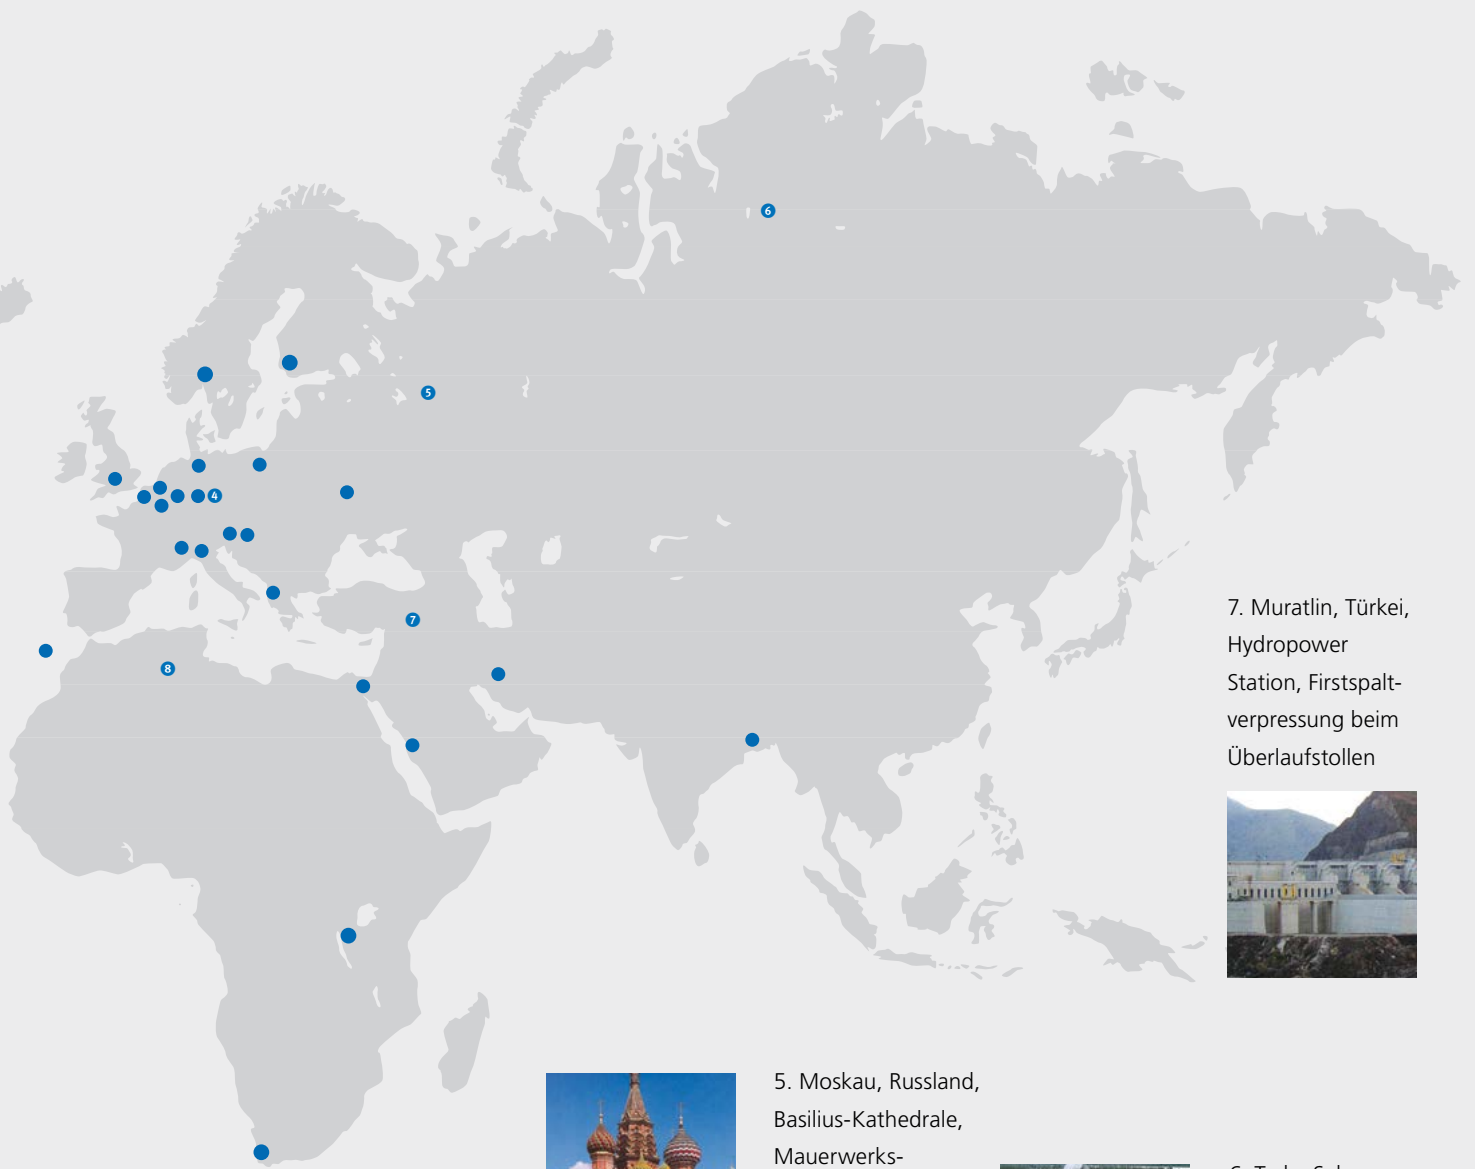 6
5
4
7
8
7. Muratlin, Türkei,
Hydropower
Station, Firstspalt-
verpressung beim
Überlaufstollen
5. Moskau, Russland,
Basilius-Kathedrale,
Mauerwerks-